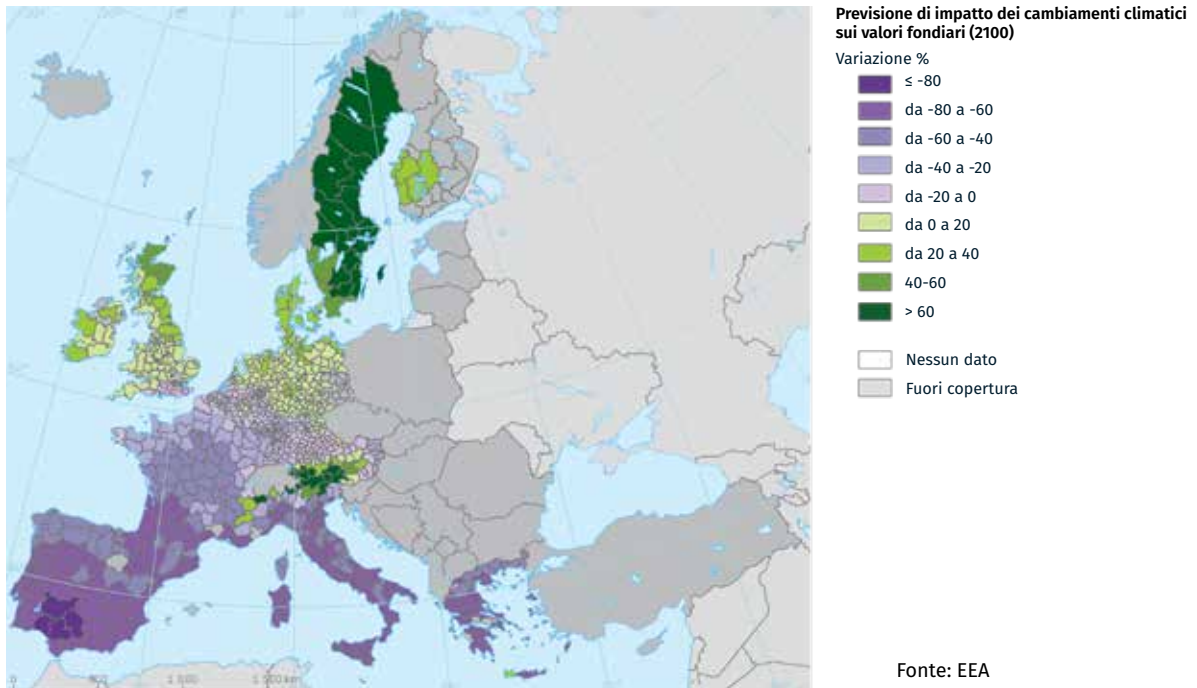 Previsione di impatto dei cambiamenti climatici
sui valori fondiari (2100)
Variazione %
≤ -80
da -80 a -60
da -60 a -40
da -40 a -20
da -20 a 0
da 0 a 20
da 20 a 40
40-60
> 60
Nessun dato
Fuori copertura
Fonte: EEA